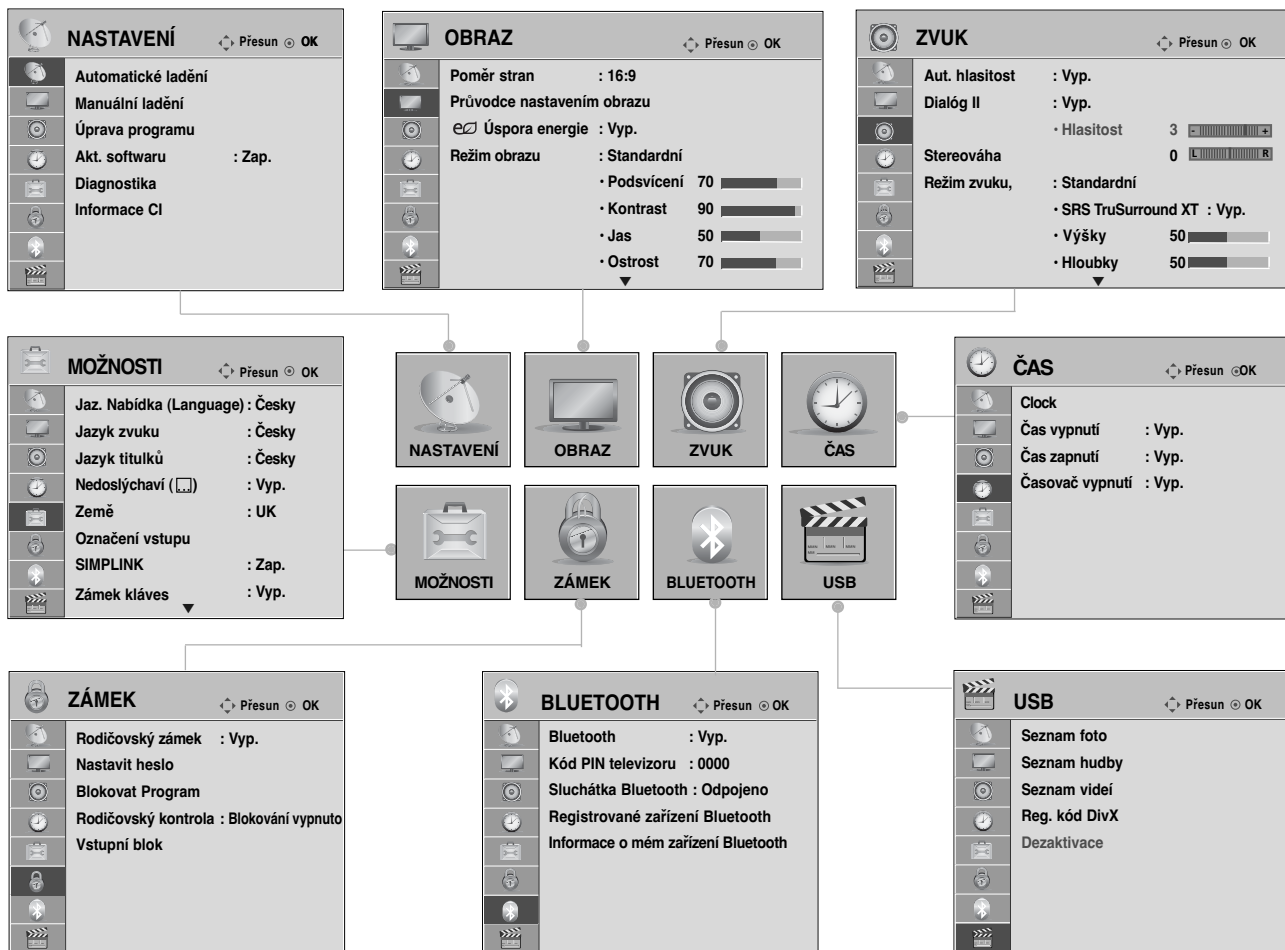 NASTAVENÍ Přesun OK
Automatické ladění
Manuální ladění
Úprava programu
Akt. softwaru : Zap.
Diagnostika
Informace CI
OBRAZ Přesun OK
Poměr stran : 16:9
Průvodce nastavením obrazu
Úspora energie : Vyp.
Režim obrazu : Standardní
• Podsvícení 70
• Kontrast 90
• Jas 50
• Ostrost 70
ZVUK Přesun OK
Aut. hlasitost : Vyp.
Dialóg II : Vyp.
• Hlasitost 3 - +
Stereováha 0 L R
Režim zvuku, : Standardní
• SRS TruSurround XT : Vyp.
• Výšky 50
• Hloubky 50
MOŽNOSTI Přesun OK
Jaz. Nabídka (Language) : Česky
Jazyk zvuku : Česky
Jazyk titulků : Česky
Nedoslýchaví ( ) : Vyp.
Země : UK
Označení vstupu
SIMPLINK : Zap.
Zámek kláves : Vyp.
NASTAVENÍ
OBRAZ
ZVUK
ČAS
MOŽNOSTI
ZÁMEK
BLUETOOTH
USB
ČAS Přesun OK
Clock
Čas vypnutí : Vyp.
Čas zapnutí : Vyp.
Časovač vypnutí : Vyp.
ZÁMEK Přesun OK
Rodičovský zámek : Vyp.
Nastavit heslo
Blokovat Program
Rodičovský kontrola : Blokování vypnuto
Vstupní blok
BLUETOOTH Přesun OK
Bluetooth : Vyp.
Kód PIN televizoru : 0000
Sluchátka Bluetooth : Odpojeno
Registrované zařízení Bluetooth
Informace o mém zařízení Bluetooth
USB Přesun OK
Seznam foto
Seznam hudby
Seznam videí
Reg. kód DivX
Dezaktivace